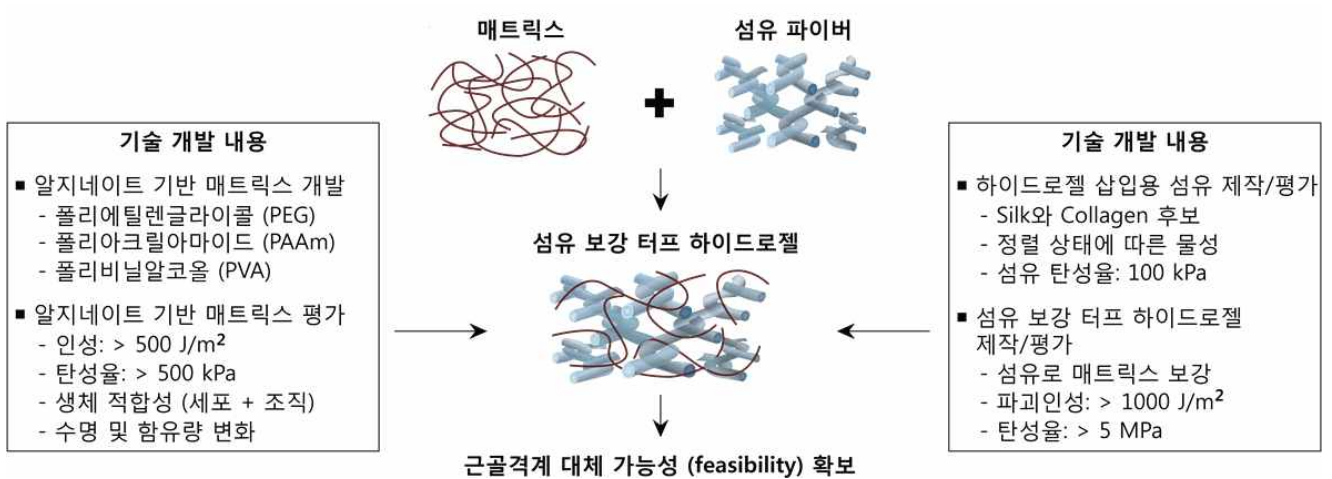 매트릭스
섬유 파이버
기술 개발 내용
▪ 알지네이트 기반 매트릭스 개발
- 폴리에틸렌글라이콜 (PEG)
- 폴리아크릴아마이드 (PAAm)
- 폴리비닐알코올 (PVA)
▪ 알지네이트 기반 매트릭스 평가
- 인성: > 500 J/m²
- 탄성율: > 500 kPa
- 생체 적합성 (세포 + 조직)
- 수명 및 함유량 변화
섬유 보강 터프 하이드로젤
근골격계 대체 가능성 (feasibility) 확보
기술 개발 내용
▪ 하이드로젤 삽입용 섬유 제작/평가
- Silk와 Collagen 후보
- 정렬 상태에 따른 물성
- 섬유 탄성율: 100 kPa
▪ 섬유 보강 터프 하이드로젤
제작/평가
- 섬유로 매트릭스 보강
- 파괴인성: > 1000 J/m²
- 탄성율: > 5 MPa